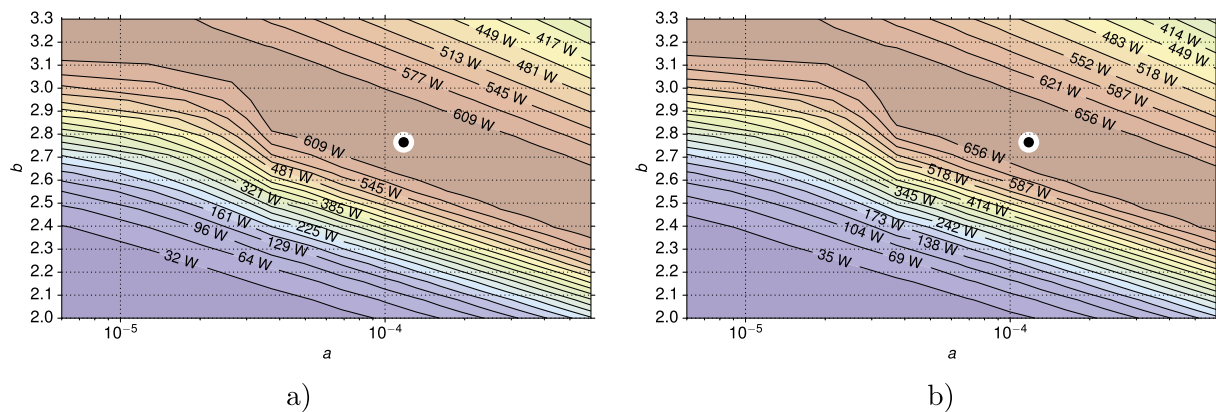 3.3
3.2
3.1
3.0
2.9
2.8
2.7
2.6
2.5
2.4
2.3
2.2
2.1
2.0
b
449 W
417 W
513 W
481 W
577 W
545 W
609 W
609 W
481 W
545 W
321 W
385 W
161 W
225 W
96 W
129 W
32 W
64 W
10−5
10−4
a
a)
3.3
3.2
3.1
3.0
2.9
2.8
2.7
2.6
2.5
2.4
2.3
2.2
2.1
2.0
b
414 W
483 W
449 W
552 W
518 W
621 W
587 W
656 W
656 W
518 W
587 W
345 W
414 W
173 W
242 W
104 W
138 W
35 W
69 W
10−5
10−4
a
b)